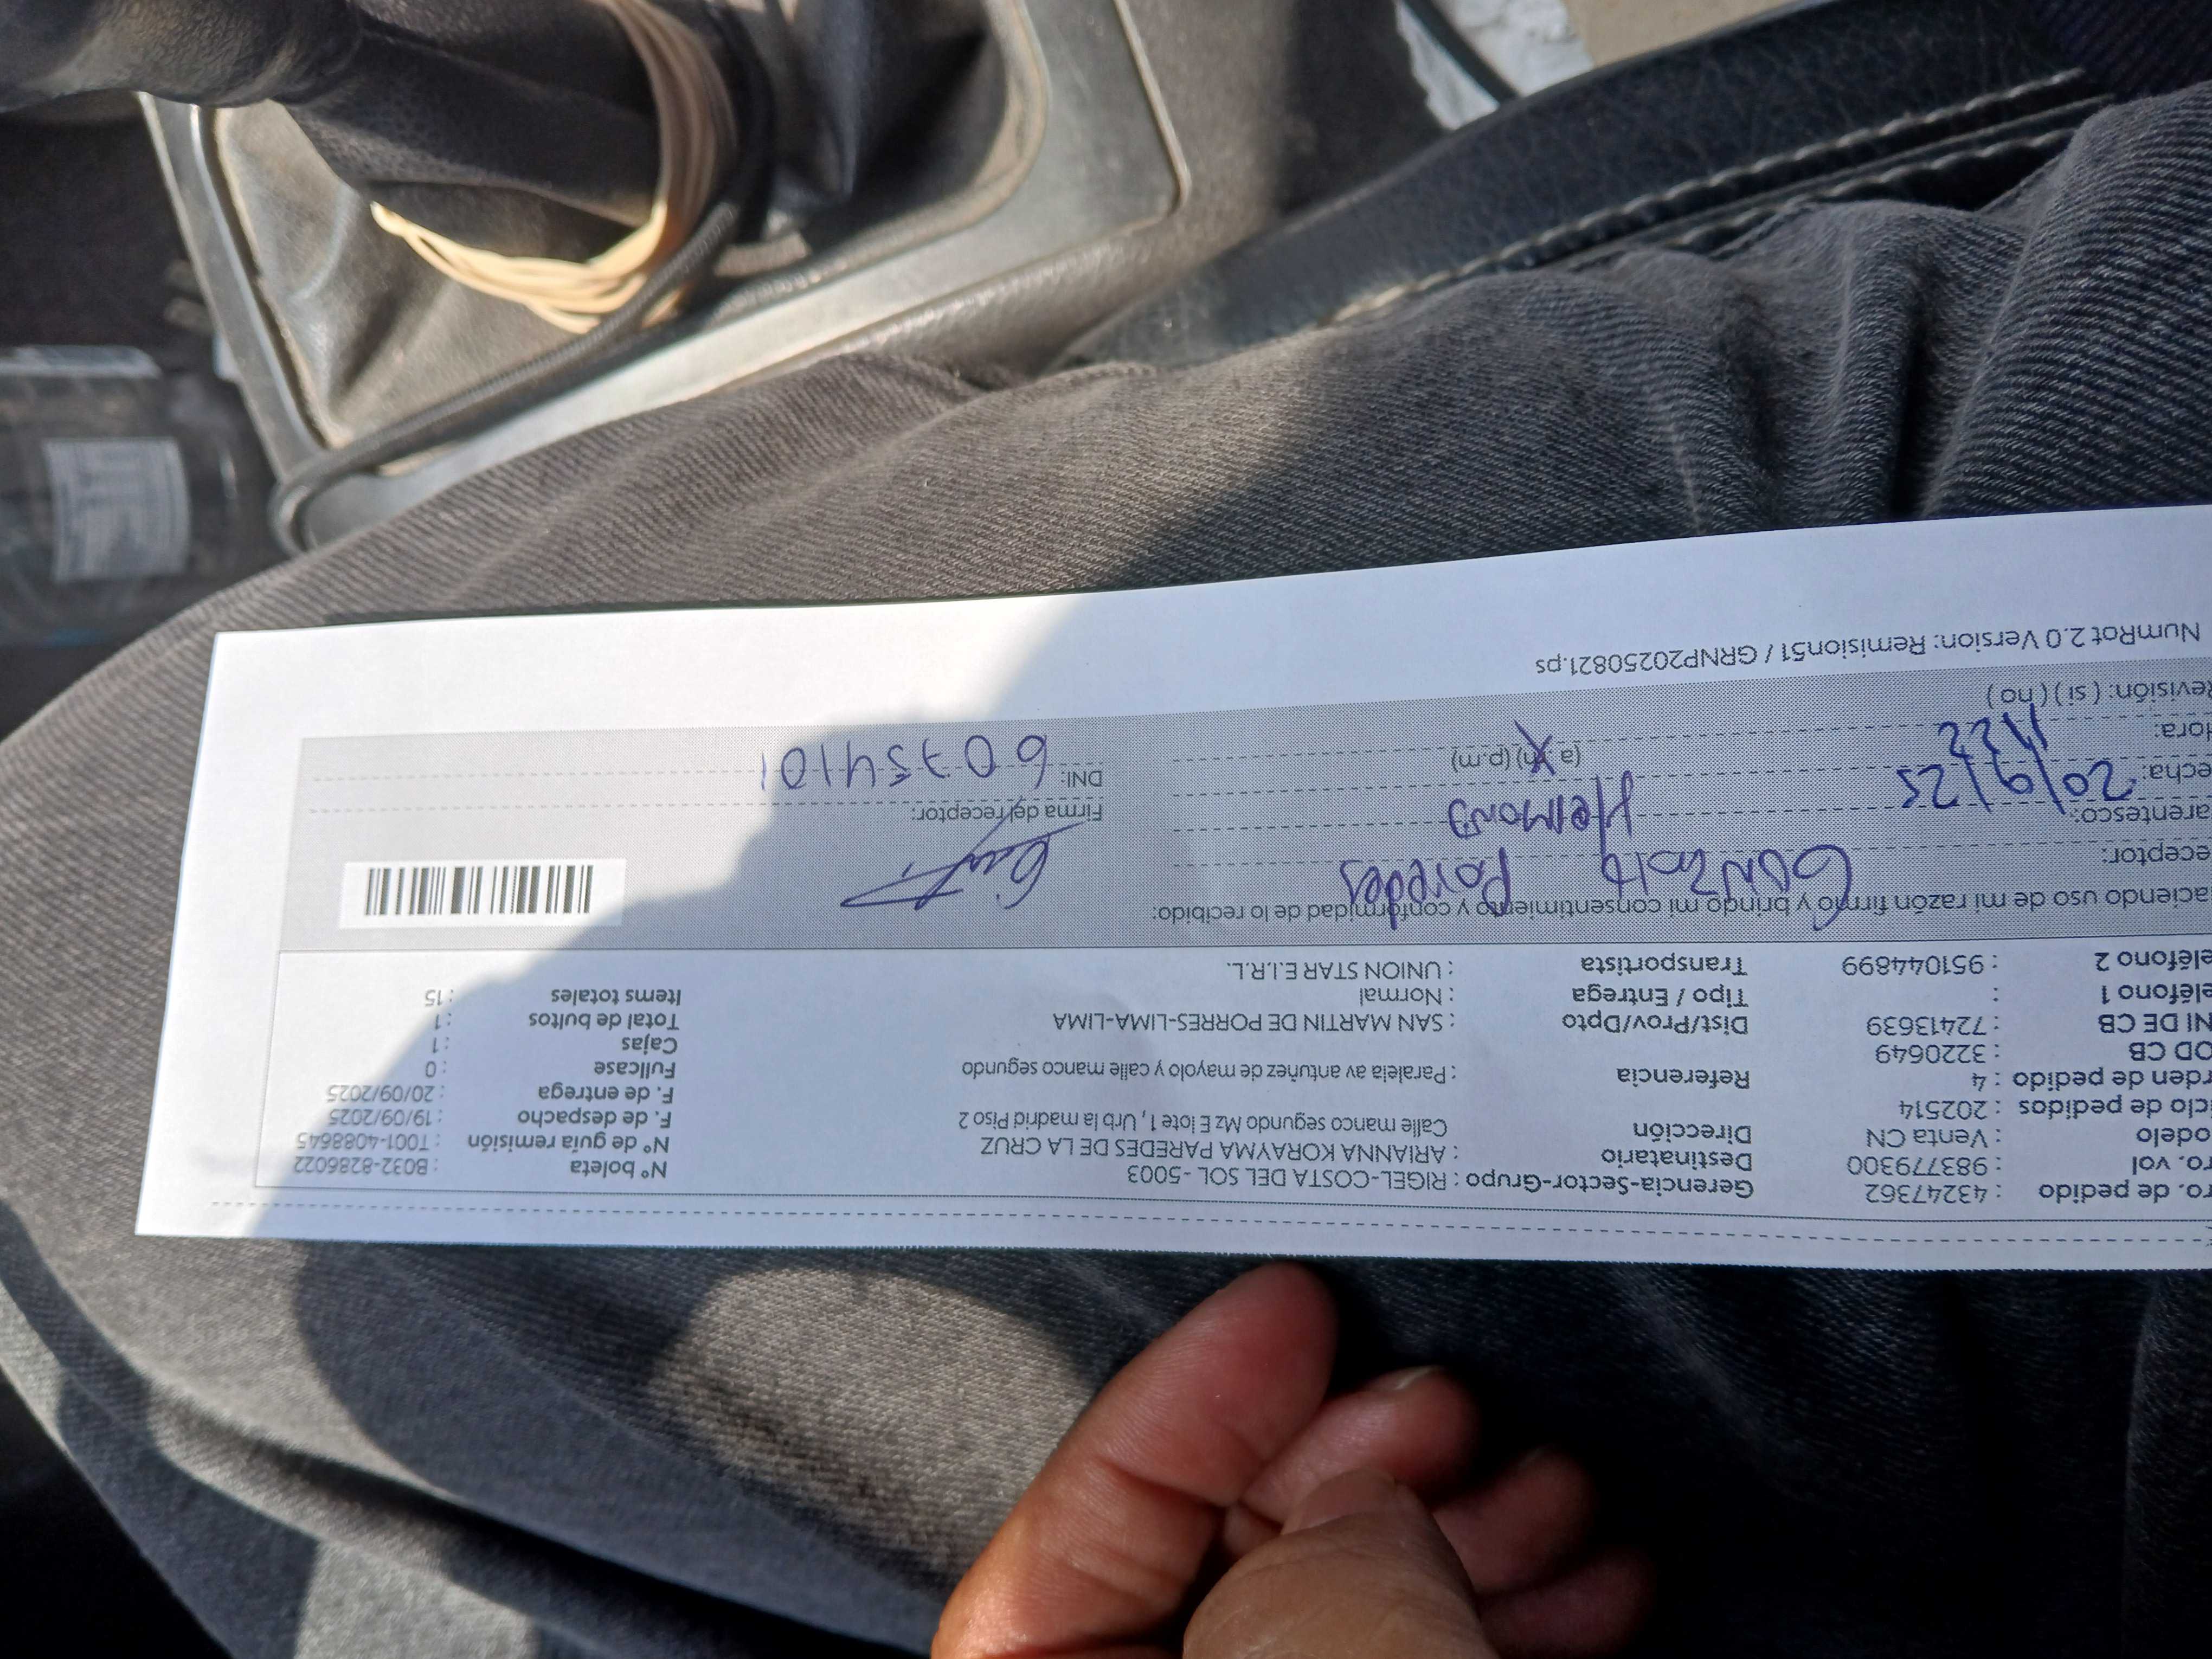 ro. de pedido : 43247362 Gerencia-Sector-Grupo : RIGEL-COSTA DEL SOL - 5003 N° boleta : B032-8286022
ro. vol : 983779300 Destinatario : ARIANNA KORAYMA PAREDES DE LA CRUZ N° de guía remisión : T001-4088645
odelo : Venta CN Dirección Calle manco segundo Mz E lote 1, Urb la madrid Piso 2 F. de despacho : 19/09/2025
iclo de pedidos : 202514 F. de entrega : 20/09/2025
rden de pedido : 4 Referencia : Paralela av antuñez de mayolo y calle manco segundo Fullcase : 0
OD CB : 3220649 Cajas : 1
NI DE CB : 72413639 Dist/Prov/Dpto : SAN MARTIN DE PORRES-LIMA-LIMA Total de bultos : 1
eléfono 1 : Tipo / Entrega : Normal Items totales : 15
eléfono 2 : 951044899 Transportista : UNION STAR E.I.R.L.
aciendo uso de mi razón firmo y brindo mi consentimiento y conformidad de lo recibido:
eceptor: Gonzalo Paredes
arentesco: Hermano Firma del receptor:
echa: 20/9/25 DNI: 60754101
Hora: 1122 (a.m) (p.m)
Revisión: ( si ) ( no )
NumRot 2.0 Version: Remision51 / GRNP20250821.ps